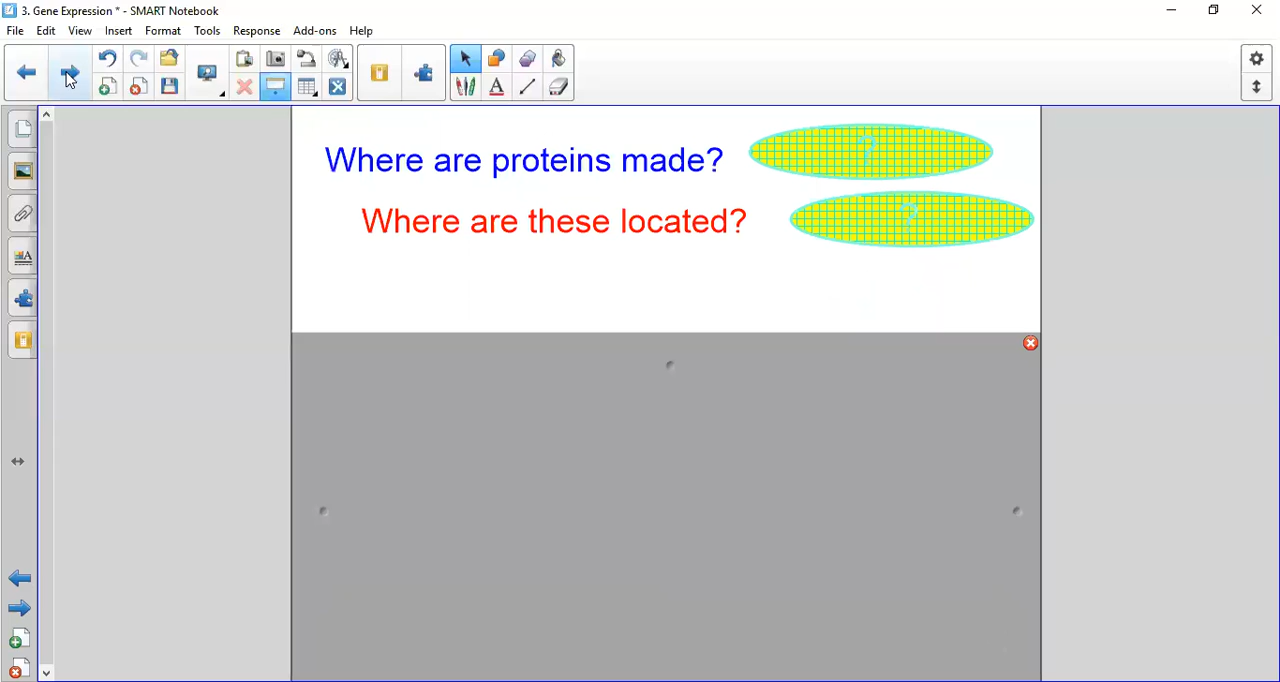 3. Gene Expression * - SMART Notebook
File Edit View Insert Format Tools Response Add-ons Help
Where are proteins made? ?
Where are these located? ?